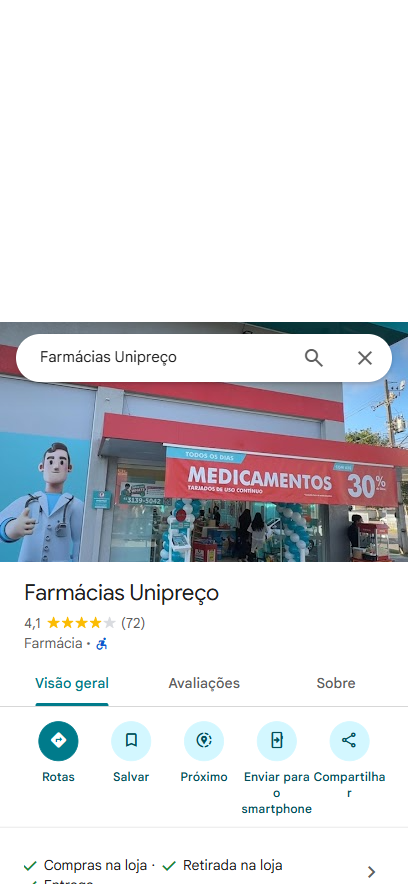 Farmácias Unipreço
TODOS OS DIAS
MEDICAMENTOS
TARJADOS DE USO CONTÍNUO
30%
3139-5042
Farmácias Unipreço
4,1 (72)
Farmácia ·
Visão geral Avaliações Sobre
Rotas Salvar Próximo Enviar para o smartphone Compartilhar
Compras na loja · Retirada na loja
Entrega